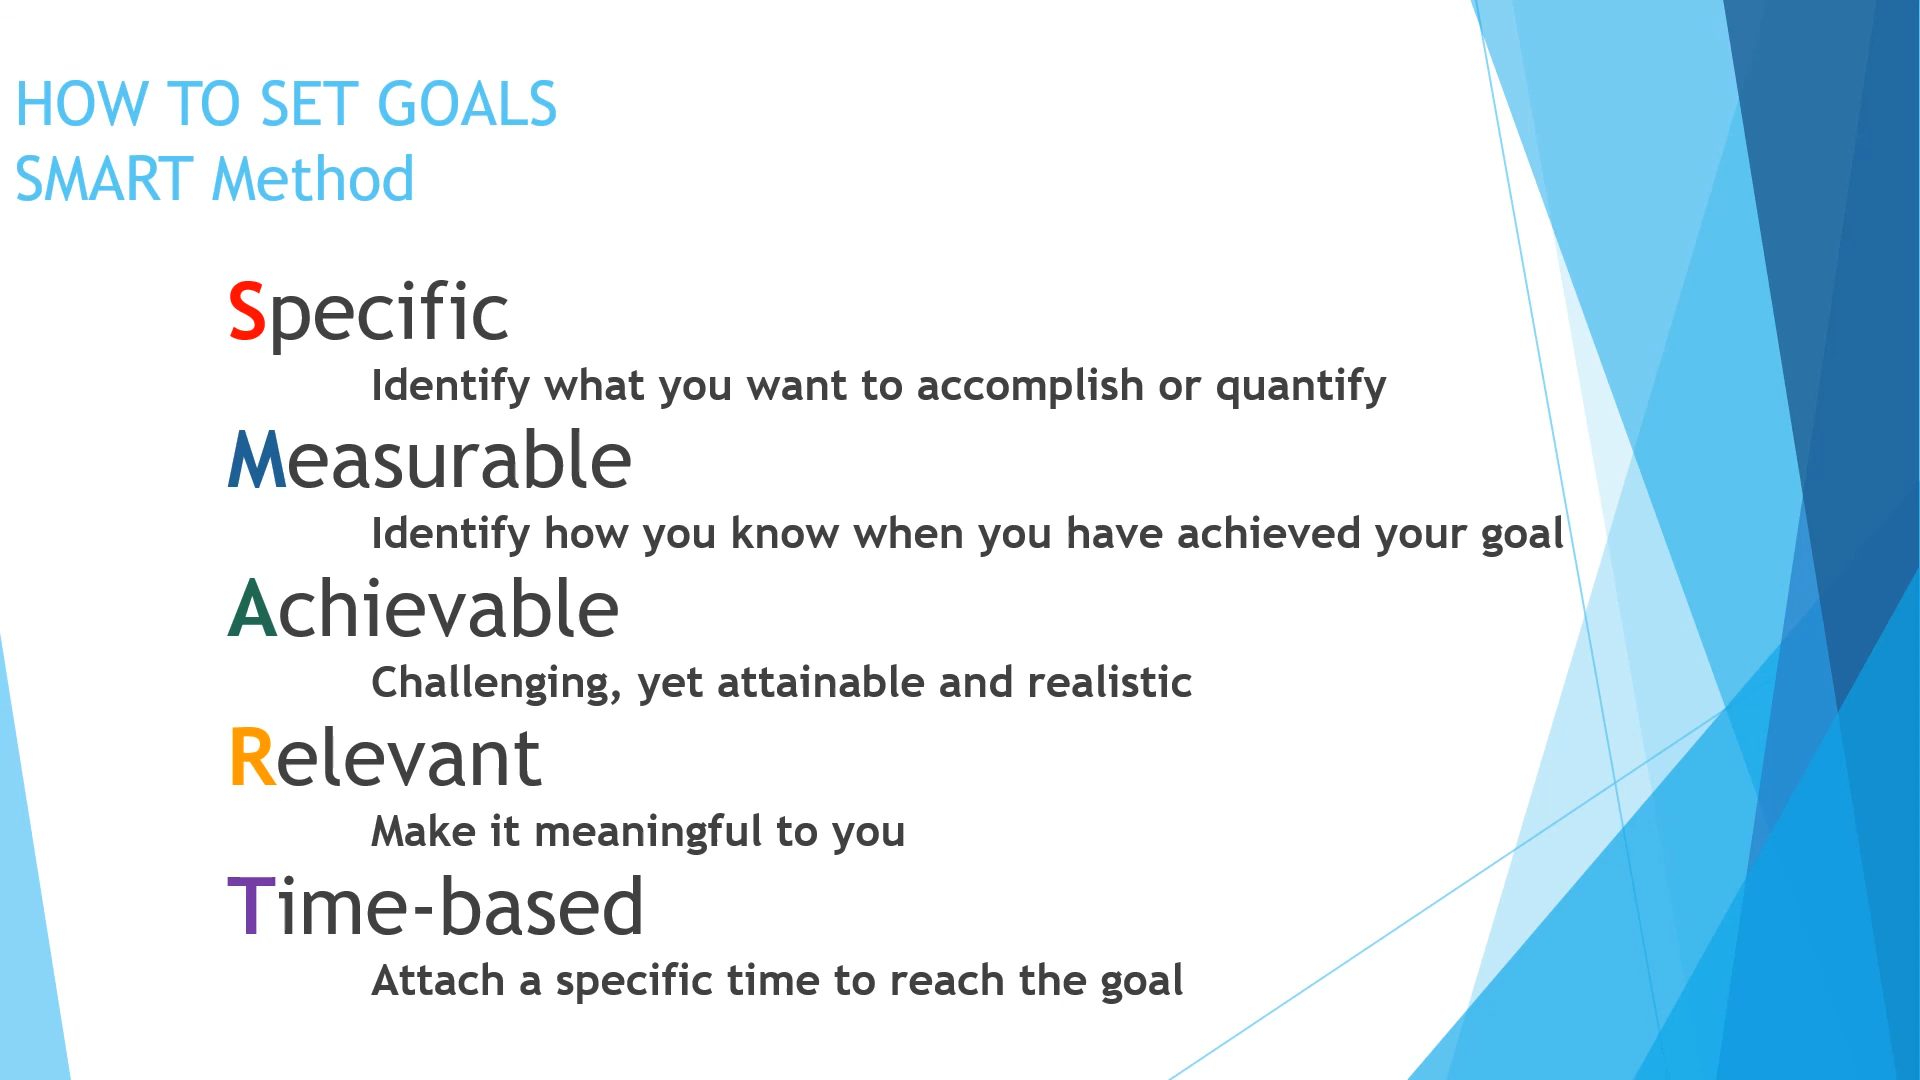 HOW TO SET GOALS
SMART Method
Specific
Identify what you want to accomplish or quantify
Measurable
Identify how you know when you have achieved your goal
Achievable
Challenging, yet attainable and realistic
Relevant
Make it meaningful to you
Time-based
Attach a specific time to reach the goal